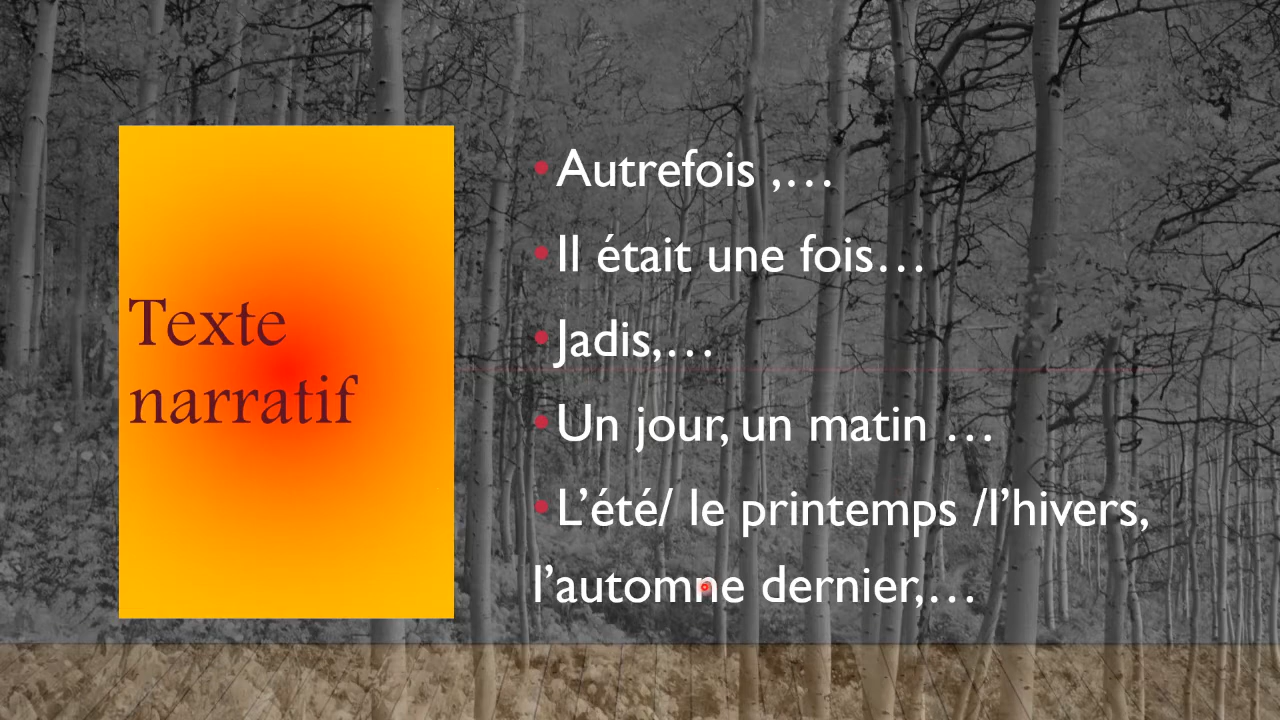 Texte
narratif
• Autrefois ,…
• Il était une fois…
• Jadis,…
• Un jour, un matin …
• L’été/ le printemps /l’hivers,
l’automne dernier,…